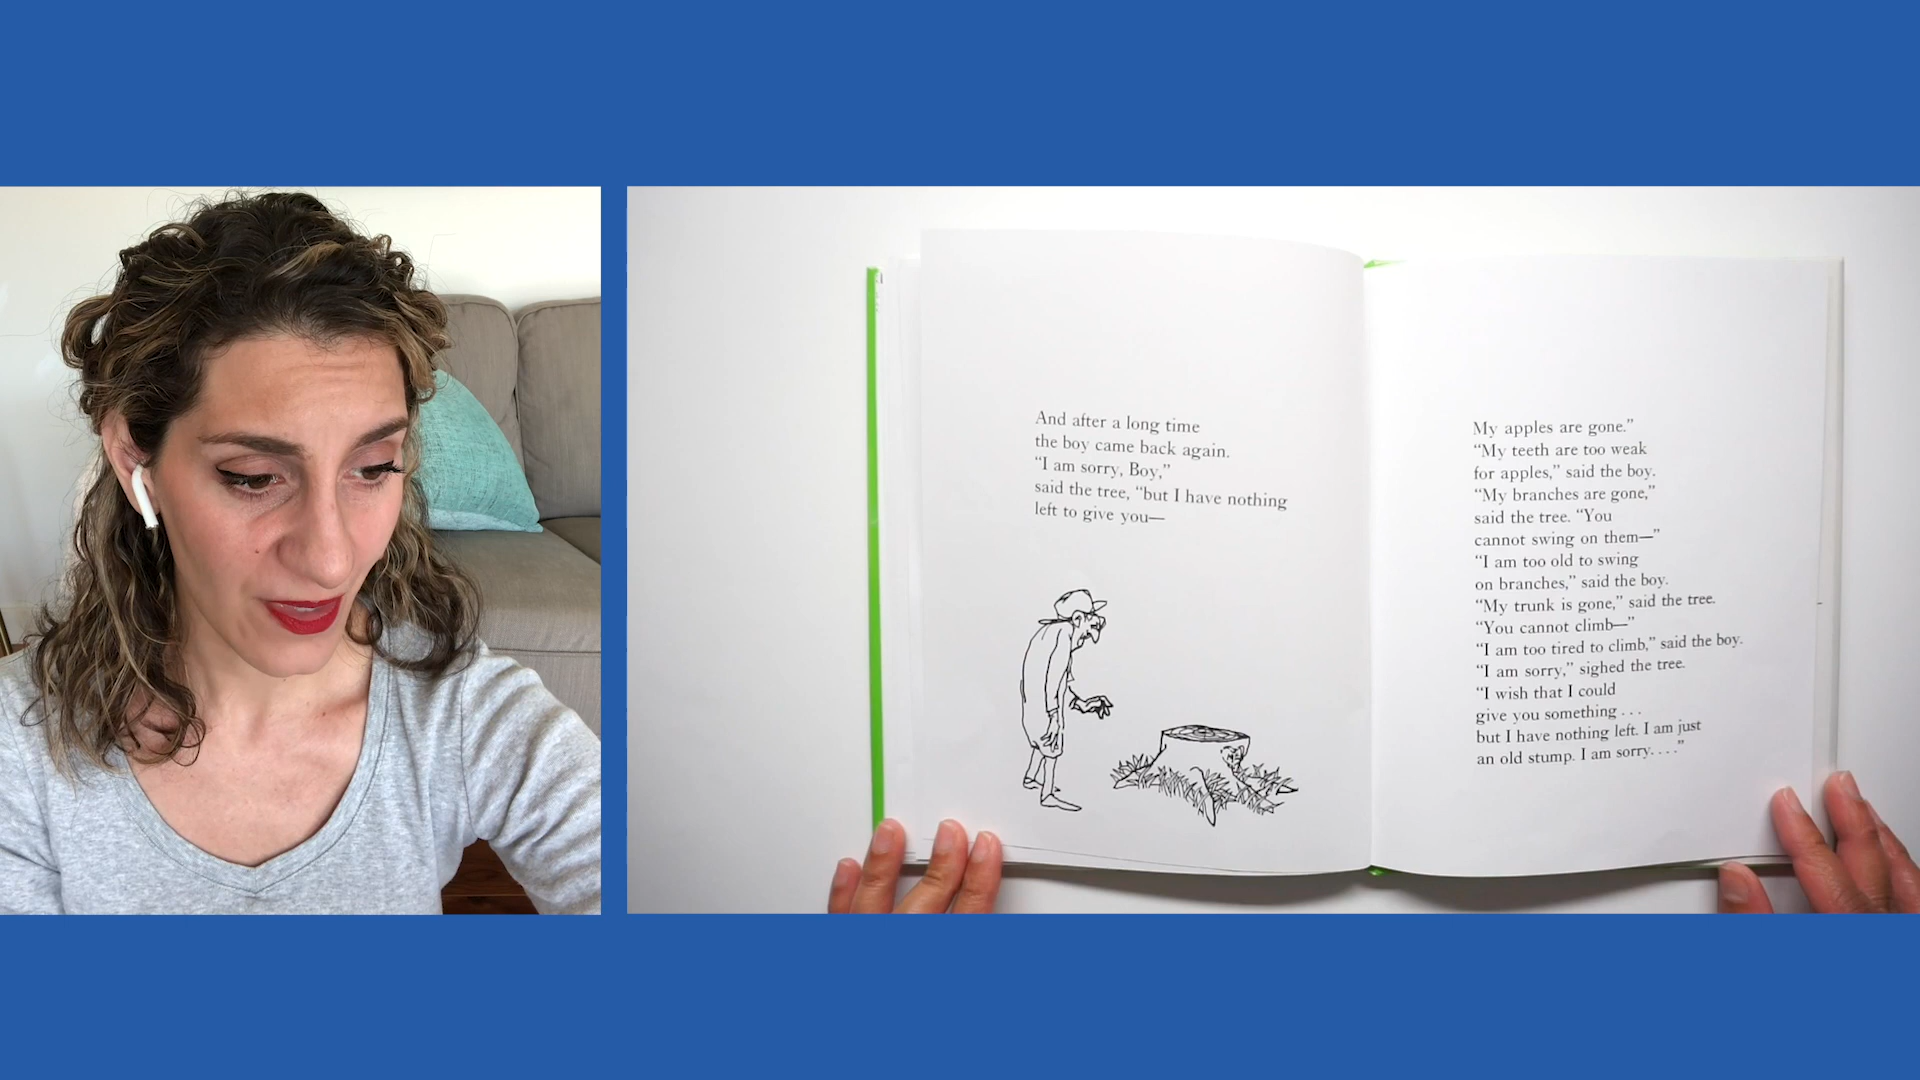 And after a long time
the boy came back again.
“I am sorry, Boy,”
said the tree, “but I have nothing
left to give you—
My apples are gone.”
“My teeth are too weak
for apples,” said the boy.
“My branches are gone,”
said the tree. “You
cannot swing on them—”
“I am too old to swing
on branches,” said the boy.
“My trunk is gone,” said the tree.
“You cannot climb—”
“I am too tired to climb,” said the boy.
“I am sorry,” sighed the tree.
“I wish that I could
give you something . . .
but I have nothing left. I am just
an old stump. I am sorry. . . .”